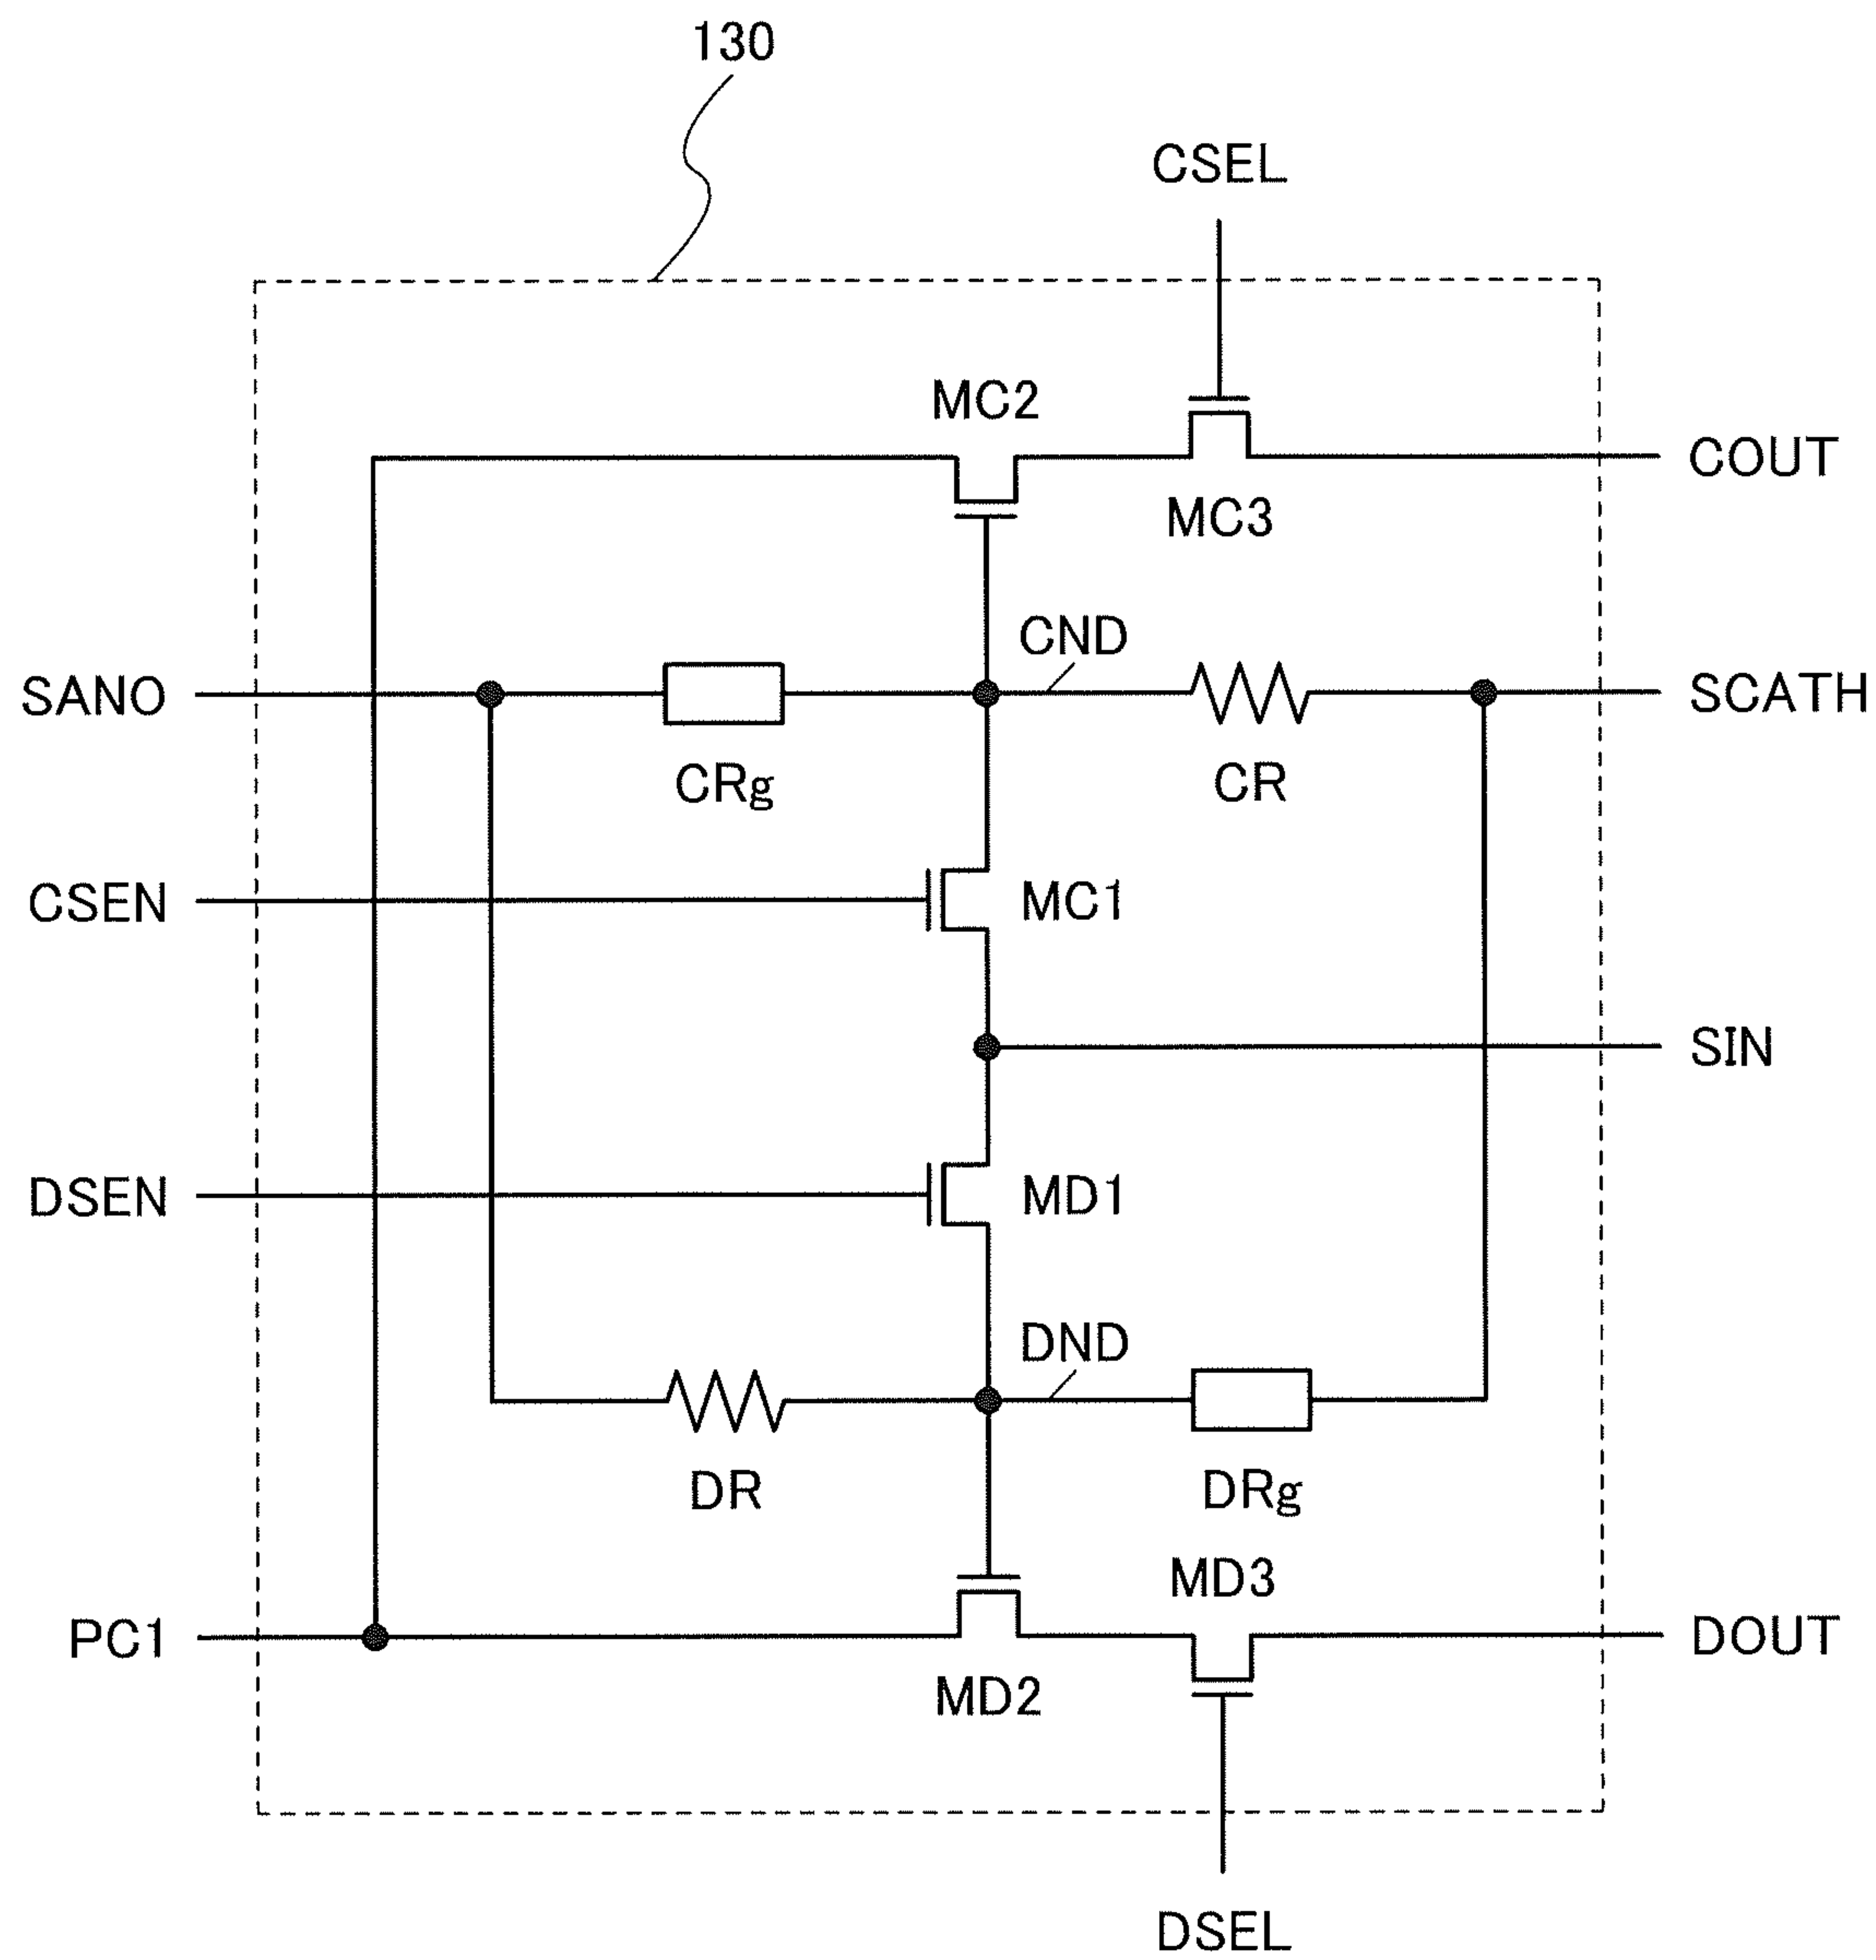 130
CSEL
MC2
COUT
MC3
CND
SANO
SCATH
CRg
CR
CSEN
MC1
SIN
DSEN
MD1
DND
DR
DRg
MD3
PC1
DOUT
MD2
DSEL